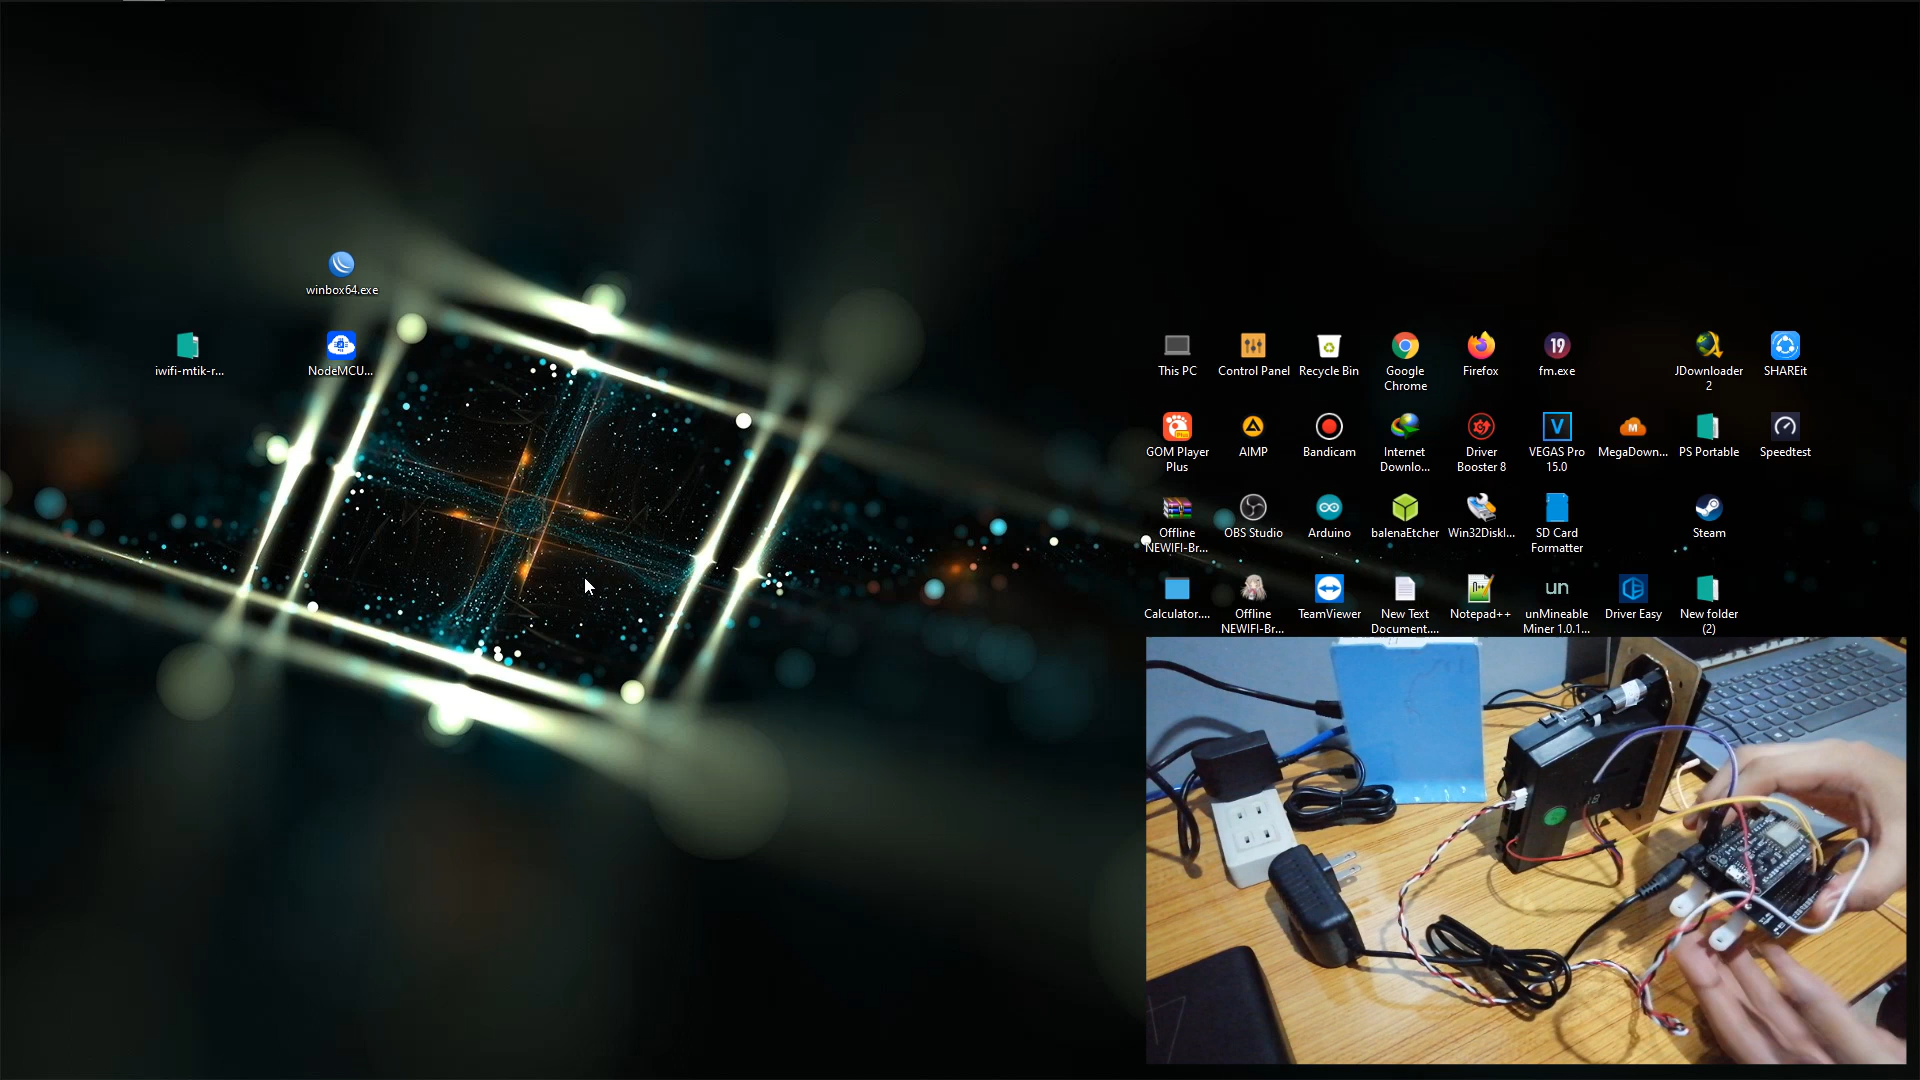 winbox64.exe
iwifi-mtik-r...
NodeMCU...
This PC
Control Panel
Recycle Bin
Google
Chrome
Firefox
19
fm.exe
JDownloader
2
SHAREit
GOM Player
Plus
AIMP
Bandicam
Internet
Downlo...
Driver
Booster 8
V
VEGAS Pro
15.0
M
MegaDown...
PS Portable
Speedtest
Offline
NEWIFI-Br...
OBS Studio
Arduino
balenaEtcher
Win32DiskI...
SD Card
Formatter
Steam
Calculator....
Offline
NEWIFI-Br...
TeamViewer
New Text
Document....
Notepad++
un
unMineable
Miner 1.0.1...
Driver Easy
New folder
(2)